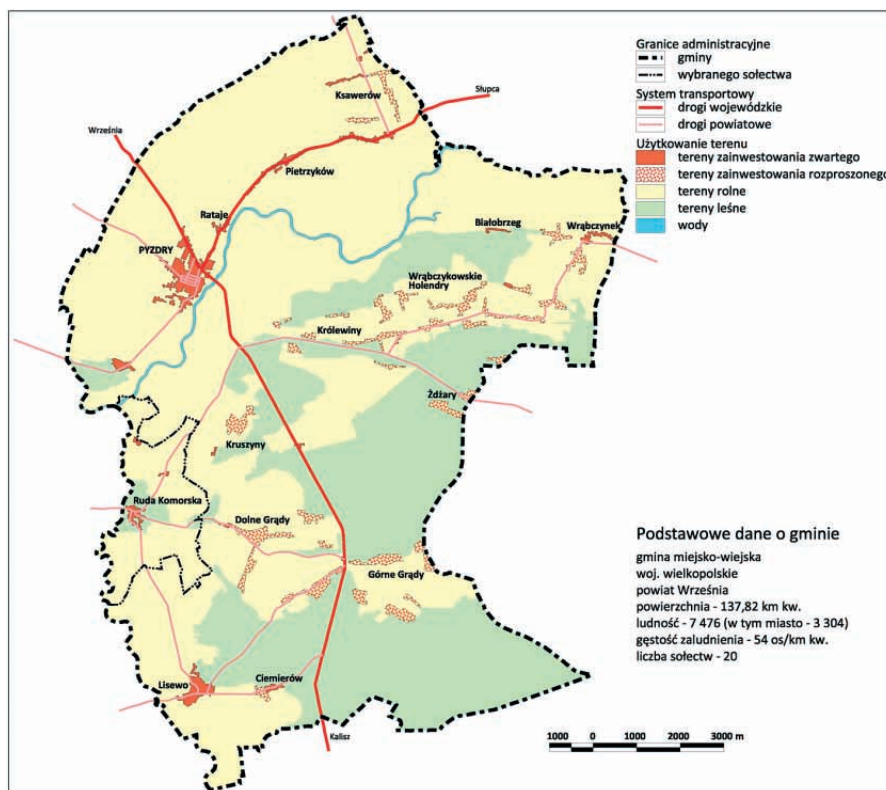 Granice administracyjne
gminy
wybranego sołectwa
System transportowy
drogi wojewódzkie
drogi powiatowe
Użytkowanie terenu
tereny zainwestowania zwartego
tereny zainwestowania rozproszonego
tereny rolne
tereny leśne
wody
Ksawerów
Słupca
Września
Pietrzyków
Rataje
Białobrzeg
Wrąbczynek
PYZDRY
Wrąbczykowskie
Holendry
Królewiny
Żdżary
Kruszyny
Ruda Komorska
Dolne Grądy
Górne Grądy
Lisewo
Ciemierów
Kalisz
Podstawowe dane o gminie
gmina miejsko-wiejska
woj. wielkopolskie
powiat Września
powierzchnia - 137,82 km kw.
ludność - 7 476 (w tym miasto - 3 304)
gęstość zaludnienia - 54 os/km kw.
liczba sołectw - 20
1000 0 1000 2000 3000 m